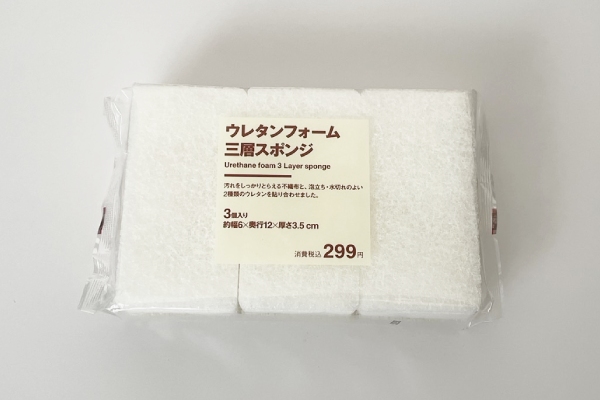 ウレタンフォーム
三層スポンジ
Urethane foam 3 Layer sponge
汚れをしっかりとらえる不織布と、泡立ち・水切れのよい
2種類のウレタンを貼り合わせました。
3個入り
約幅6×奥行12×厚さ3.5 cm
消費税込299円